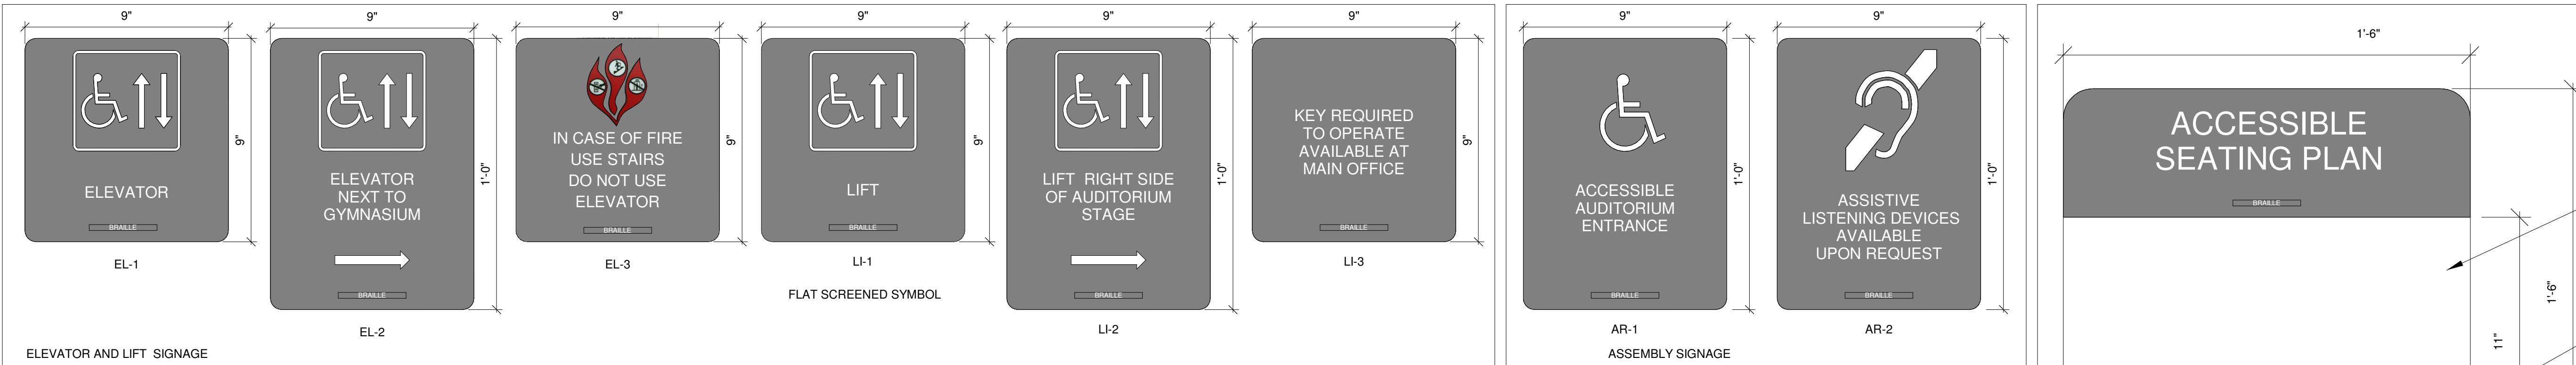 9"
9"
ELEVATOR
BRAILLE
EL-1
9"
1'-0"
ELEVATOR
NEXT TO
GYMNASIUM
BRAILLE
EL-2
9"
9"
IN CASE OF FIRE
USE STAIRS
DO NOT USE
ELEVATOR
BRAILLE
EL-3
9"
9"
LIFT
BRAILLE
LI-1
FLAT SCREENED SYMBOL
9"
1'-0"
LIFT  RIGHT SIDE
OF AUDITORIUM
STAGE
BRAILLE
LI-2
9"
9"
KEY REQUIRED
TO OPERATE
AVAILABLE AT
MAIN OFFICE
BRAILLE
LI-3
ELEVATOR AND LIFT  SIGNAGE
9"
1'-0"
ACCESSIBLE
AUDITORIUM
ENTRANCE
BRAILLE
AR-1
9"
1'-0"
ASSISTIVE
LISTENING DEVICES
AVAILABLE
UPON REQUEST
BRAILLE
AR-2
ASSEMBLY SIGNAGE
1'-6"
ACCESSIBLE
SEATING PLAN
BRAILLE
1'-6"
11"